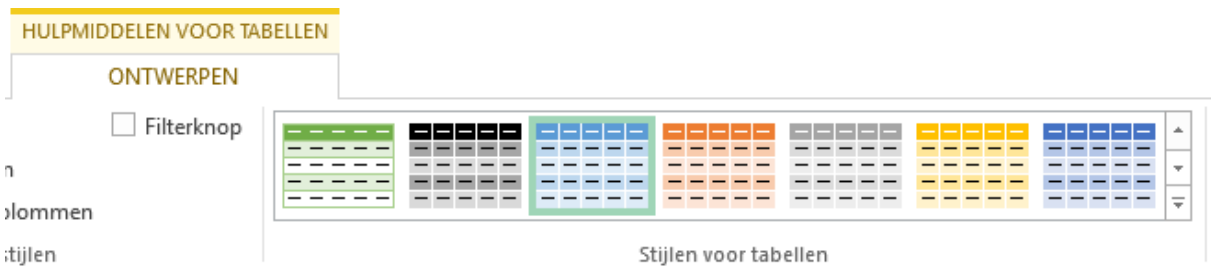 HULPMIDDELEN VOOR TABELLEN
ONTWERPEN
Filterknop
n
olommen
stijlen
Stijlen voor tabellen